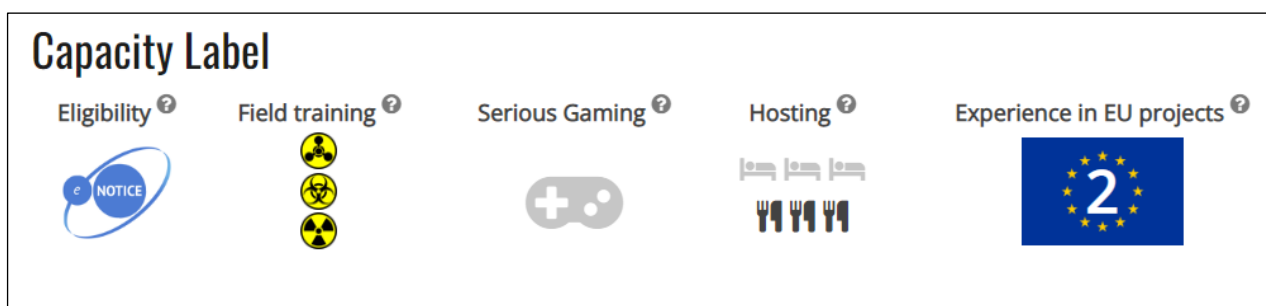 Capacity Label
Eligibility ?
Field training ?
Serious Gaming ?
Hosting ?
Experience in EU projects ?
e NOTICE
2